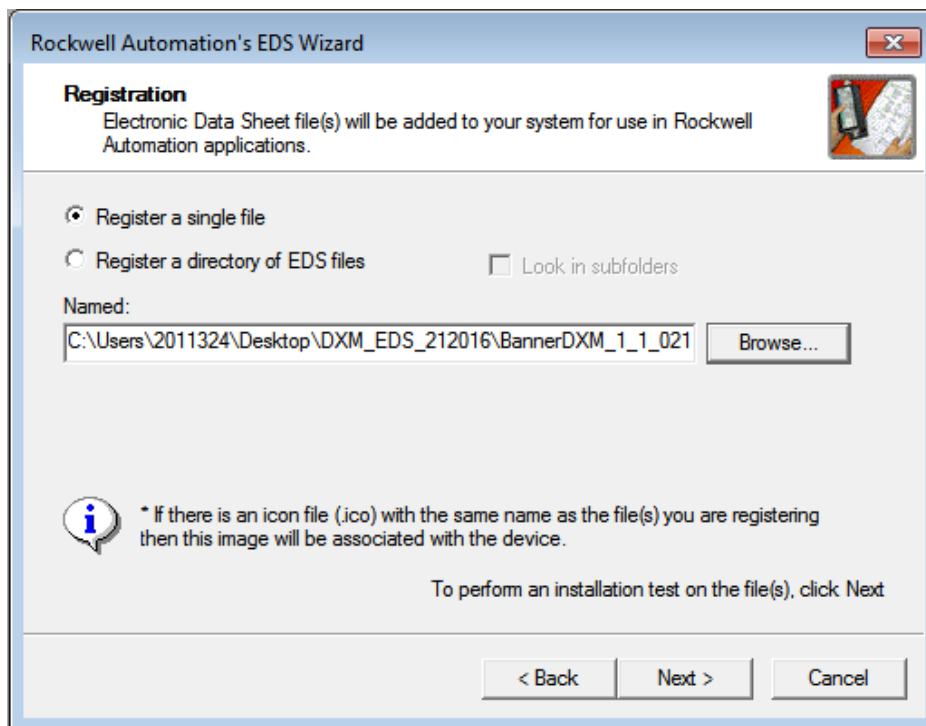 Rockwell Automation's EDS Wizard
Registration
Electronic Data Sheet file(s) will be added to your system for use in Rockwell
Automation applications.
Register a single file
Register a directory of EDS files
Look in subfolders
Named:
C:\Users\2011324\Desktop\DXM_EDS_212016\BannerDXM_1_1_021
Browse...
* If there is an icon file (.ico) with the same name as the file(s) you are registering
then this image will be associated with the device.
To perform an installation test on the file(s), click Next
< Back
Next >
Cancel